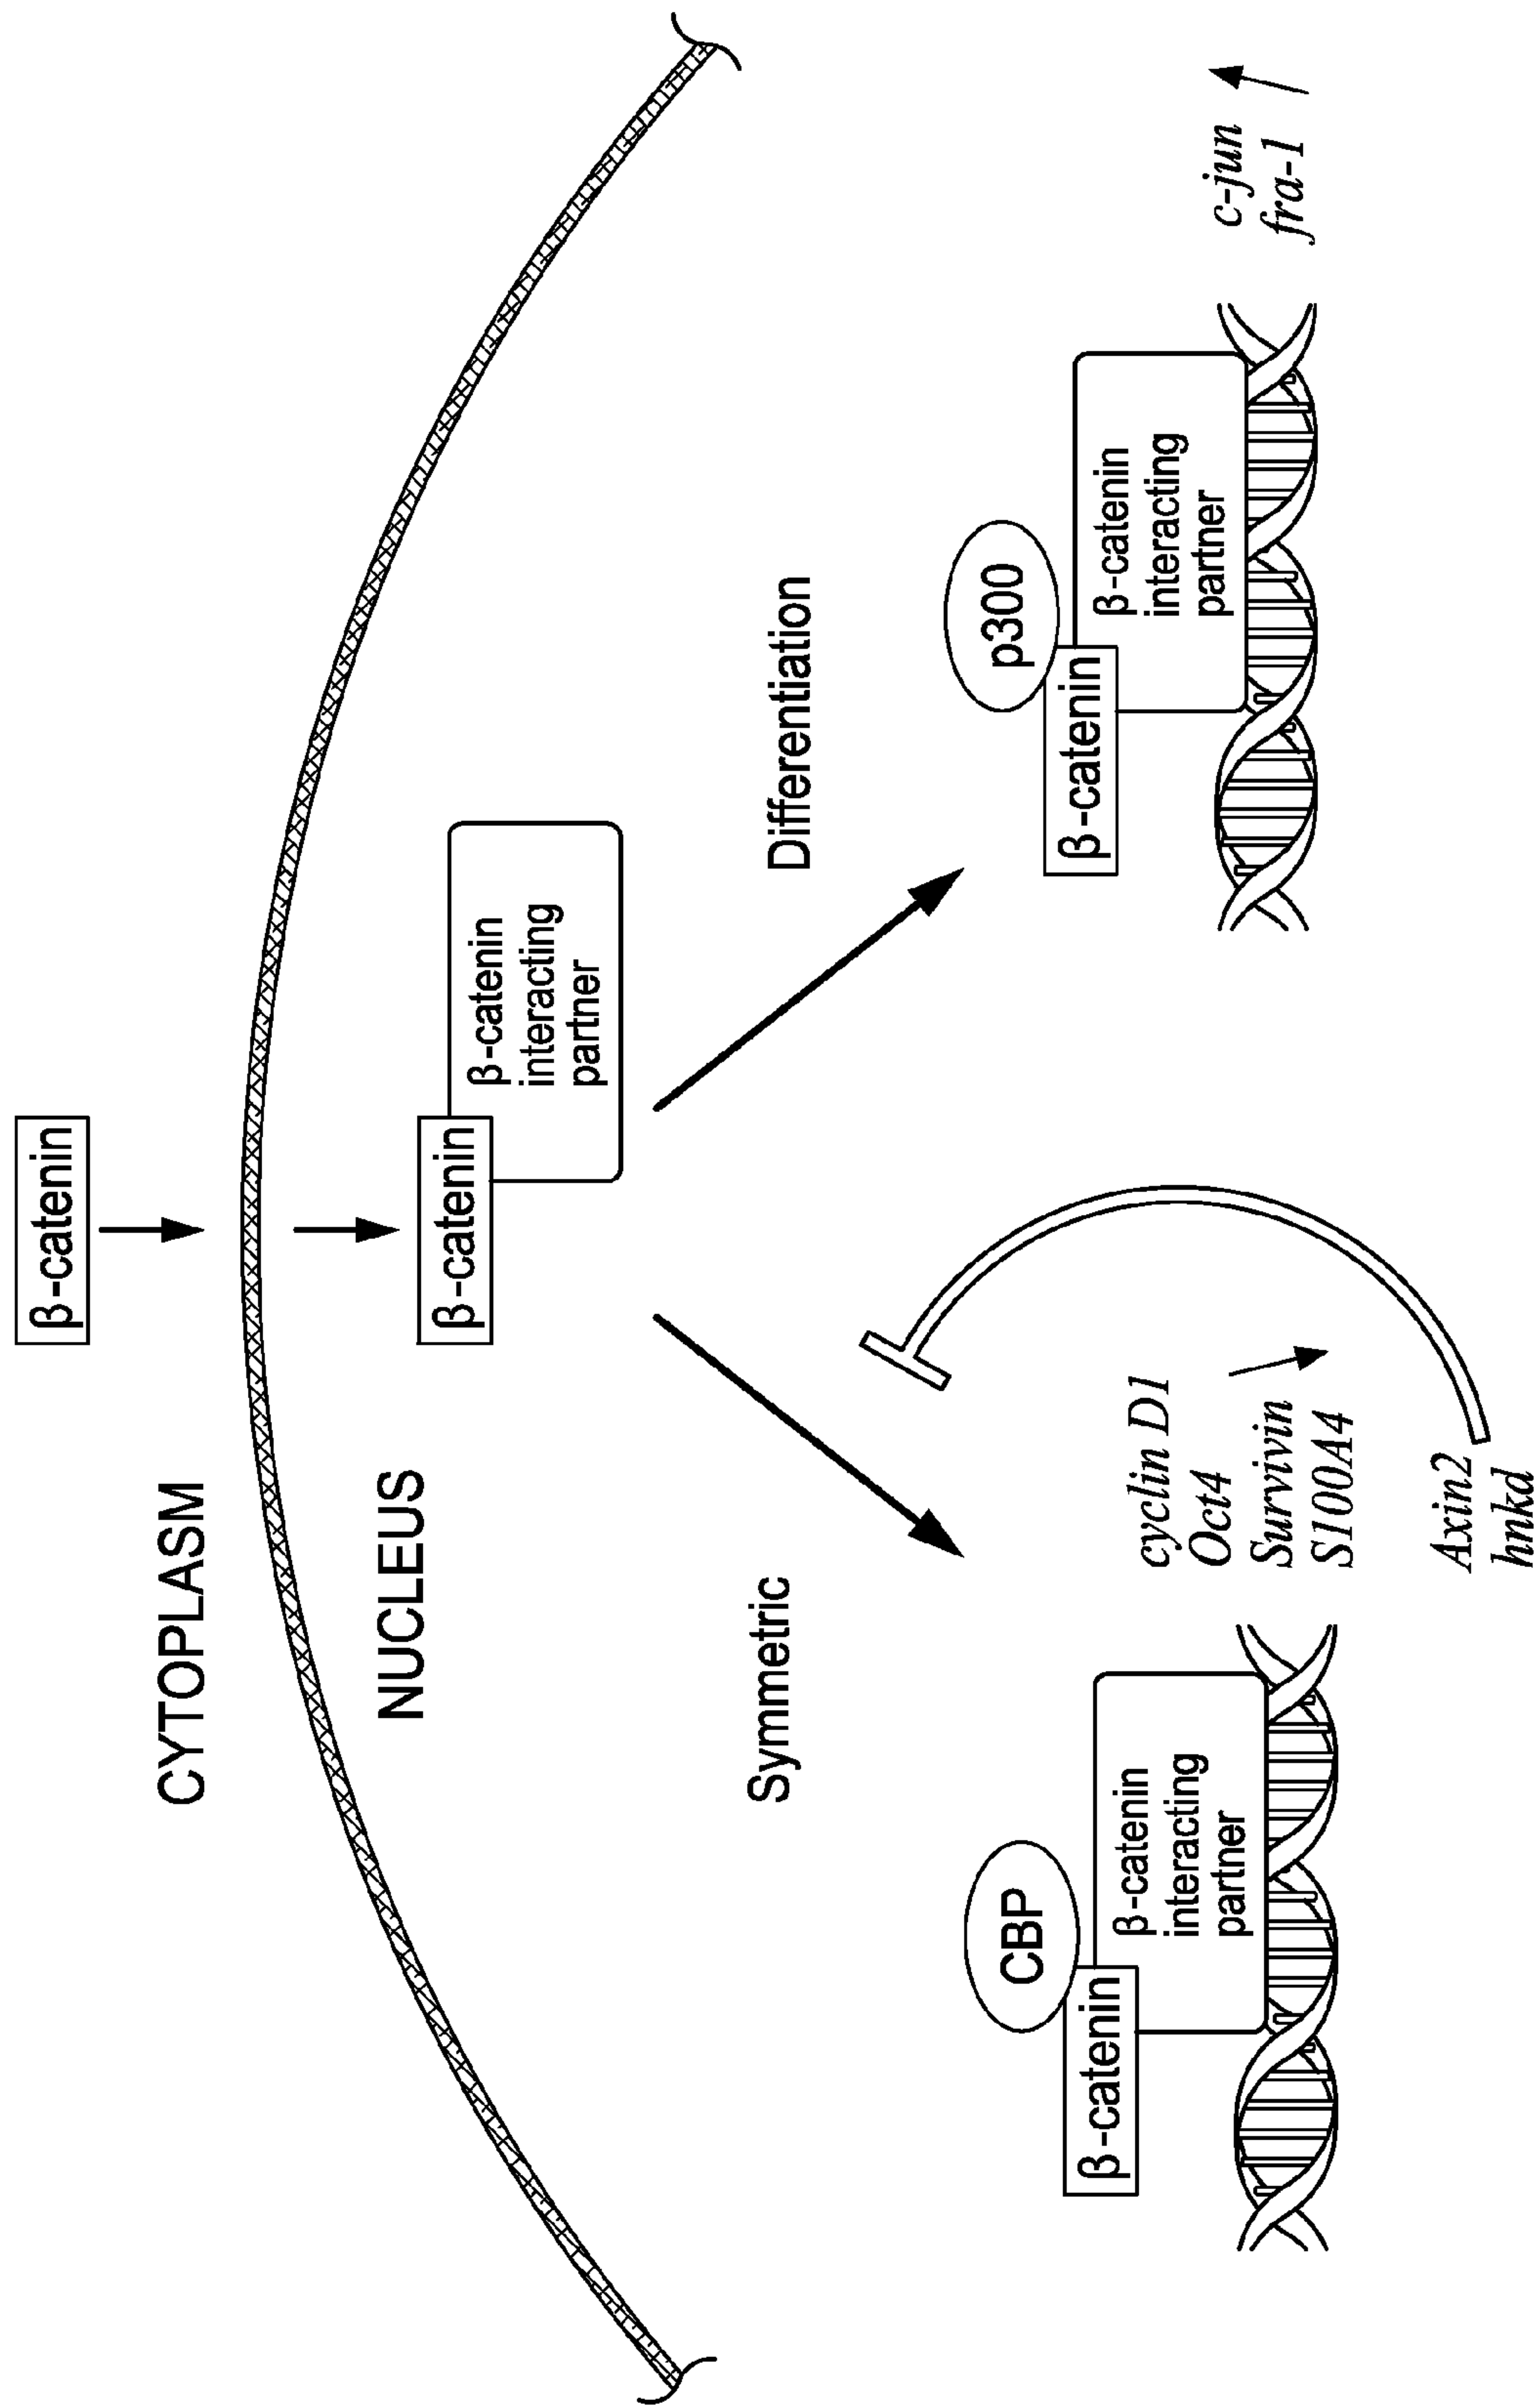 β-catenin
CYTOPLASM
NUCLEUS
β-catenin
β-catenin
interacting
partner
Symmetric
Differentiation
CBP
β-catenin
β-catenin
interacting
partner
cyclin D1
Oct4
Survivin
S100A4
Axin2
hnkd
p300
β-catenin
β-catenin
interacting
partner
c-jun
fra-1